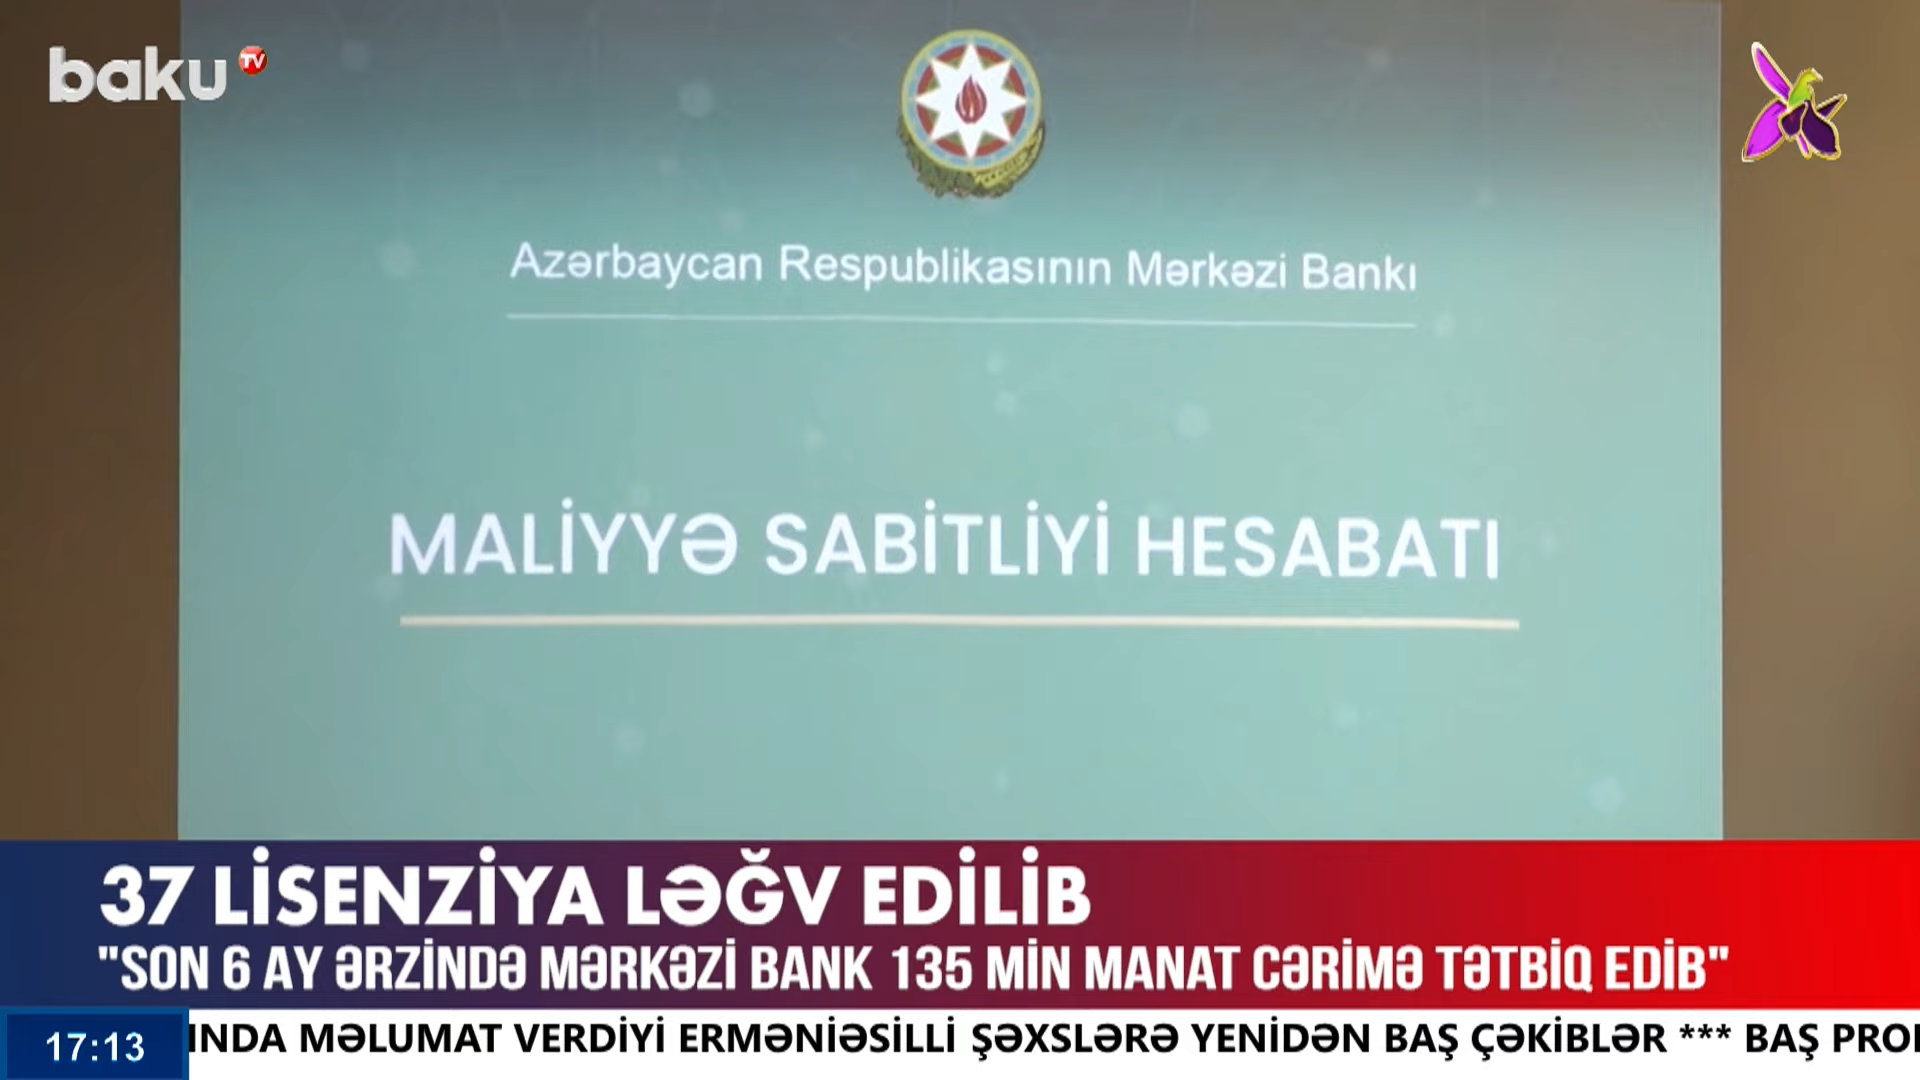 baku TV
Azərbaycan Respublikasının Mərkəzi Bankı
MALİYYƏ SABİTLİYİ HESABATI
37 LİSENZİYA LƏĞV EDİLİB
"SON 6 AY ƏRZİNDƏ MƏRKƏZİ BANK 135 MİN MANAT CƏRİMƏ TƏTBİQ EDİB"
17:13
INDA MƏLUMAT VERDİYİ ERMƏNİƏSİLLİ ŞƏXSLƏRƏ YENİDƏN BAŞ ÇƏKİBLƏR *** BAŞ PRO